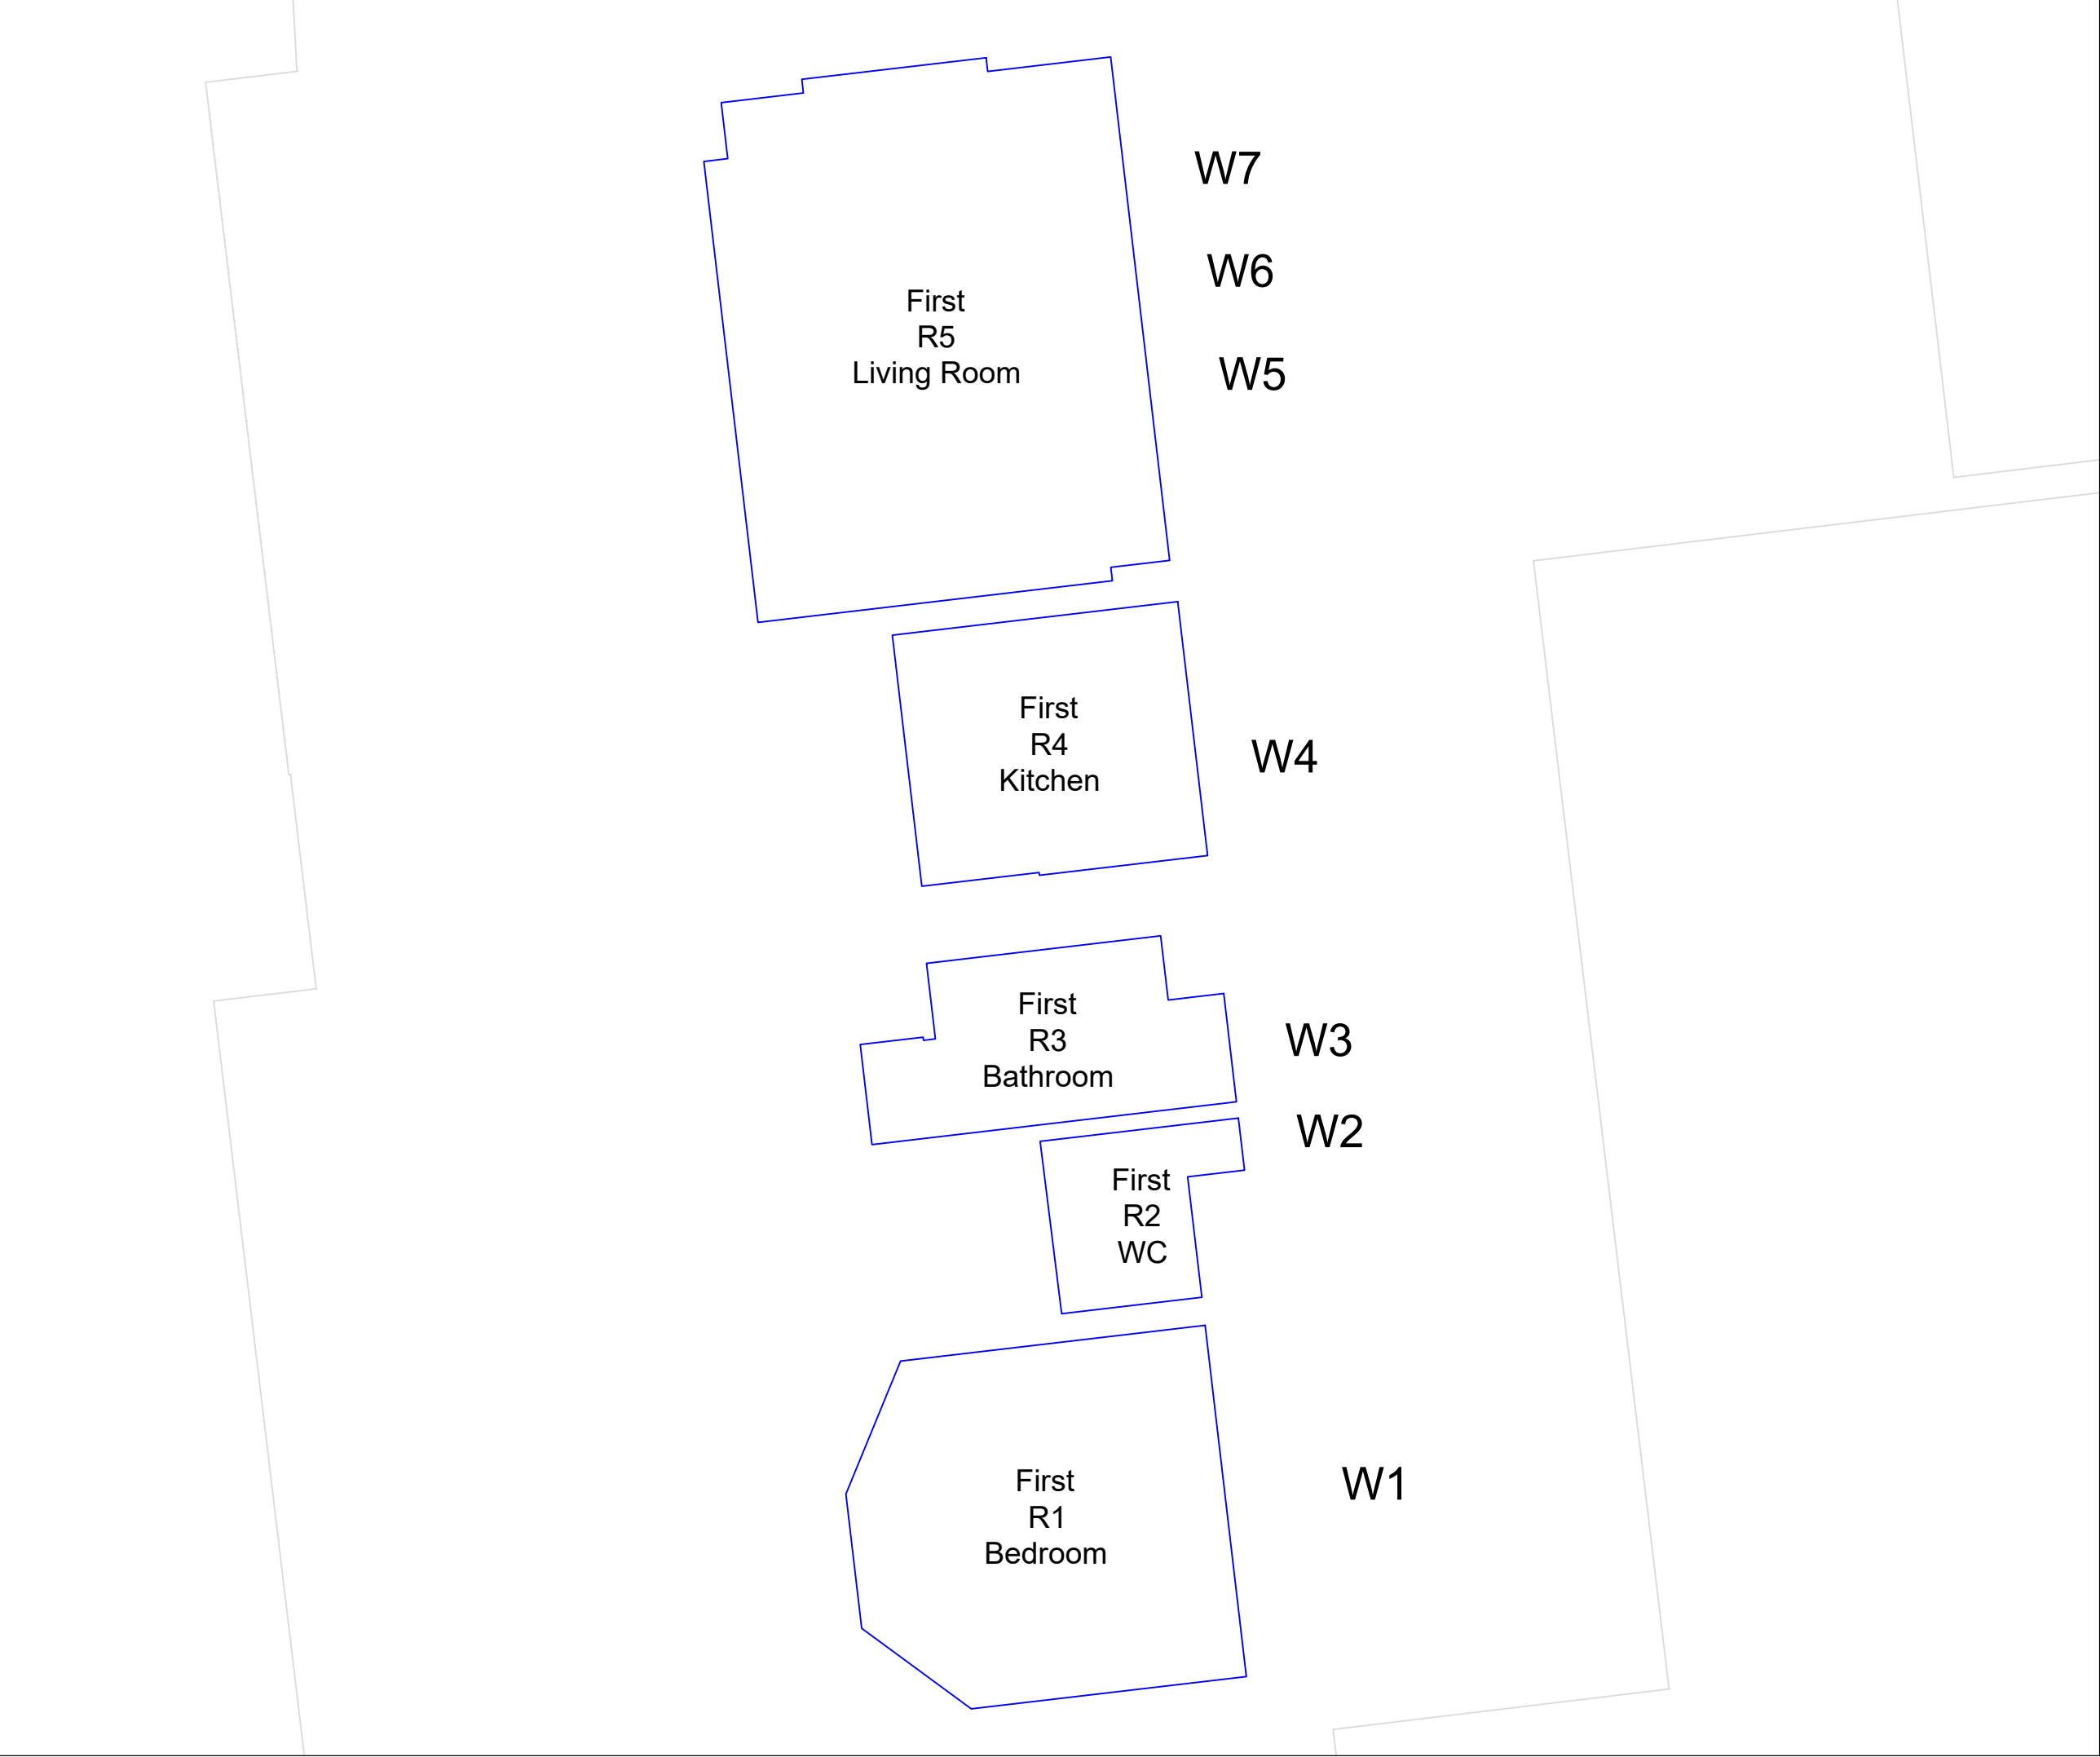 W7
W6
First
R5
Living Room
W5
First
R4
Kitchen
W4
First
R3
Bathroom
W3
W2
First
R2
WC
First
R1
Bedroom
W1